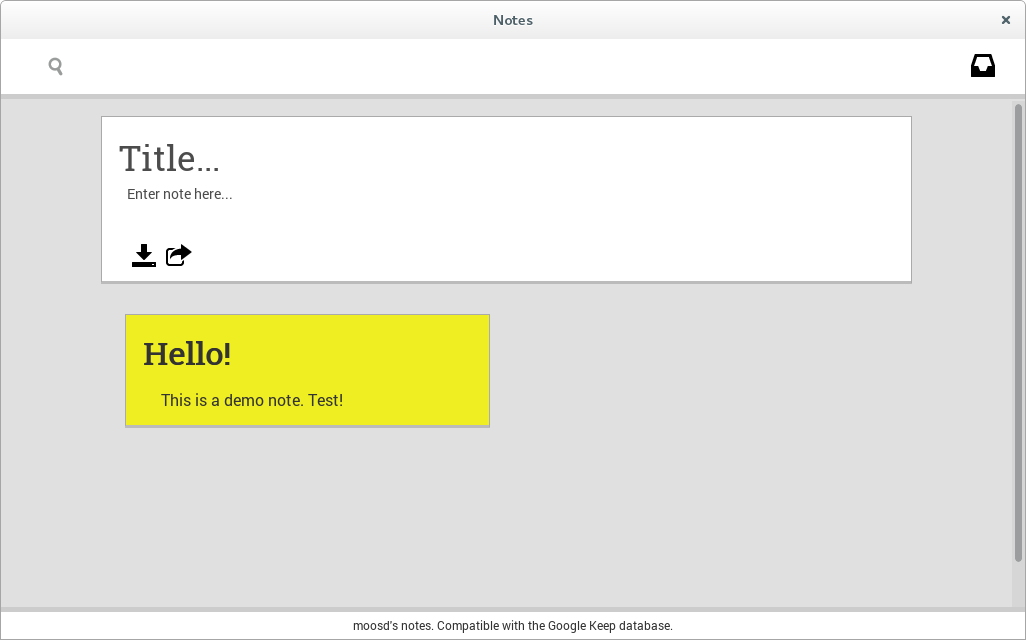 Notes
Title...
Enter note here...
Hello!
This is a demo note. Test!
moosd's notes. Compatible with the Google Keep database.